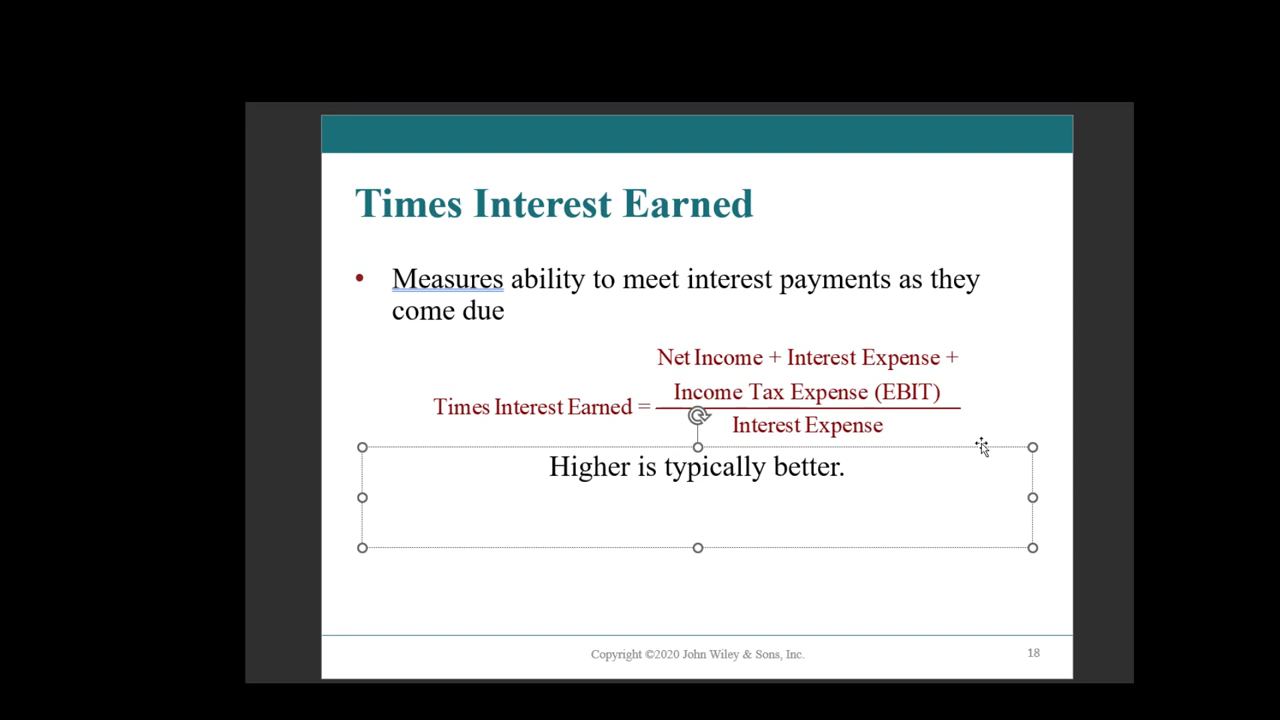 Times Interest Earned
• Measures ability to meet interest payments as they
come due
Net Income + Interest Expense +
Income Tax Expense (EBIT)
Times Interest Earned =
Interest Expense
Higher is typically better.
Copyright ©2020 John Wiley & Sons, Inc.
18